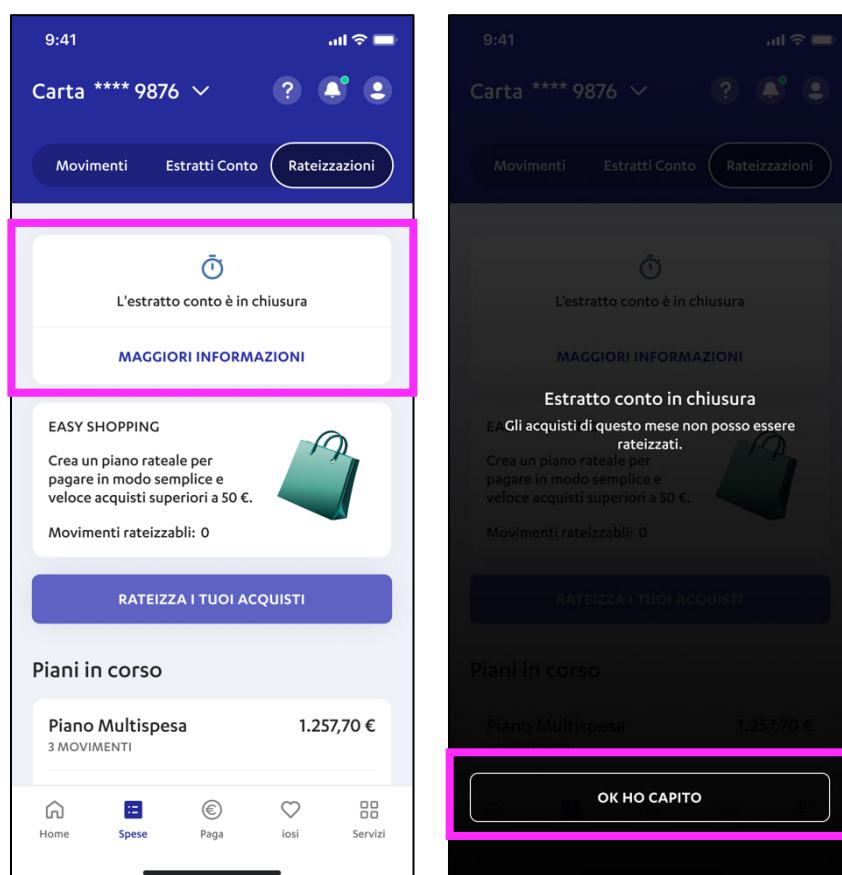 9:41
Carta **** 9876
?
Movimenti Estratti Conto Rateizzazioni
L'estratto conto è in chiusura
MAGGIORI INFORMAZIONI
EASY SHOPPING
Crea un piano rateale per
pagare in modo semplice e
veloce acquisti superiori a 50 €.
Movimenti rateizzabli: 0
RATEIZZA I TUOI ACQUISTI
Piani in corso
Piano Multispesa 1.257,70 €
3 MOVIMENTI
Home Spese Paga iosi Servizi
9:41
Carta **** 9876
?
Movimenti Estratti Conto Rateizzazioni
L'estratto conto è in chiusura
MAGGIORI INFORMAZIONI
Estratto conto in chiusura
Gli acquisti di questo mese non posso essere
rateizzati.
Crea un piano rateale per
pagare in modo semplice e
veloce acquisti superiori a 50 €.
Movimenti rateizzabli: 0
RATEIZZA I TUOI ACQUISTI
Piani in corso
Piano Multispesa 1.257,70 €
OK HO CAPITO